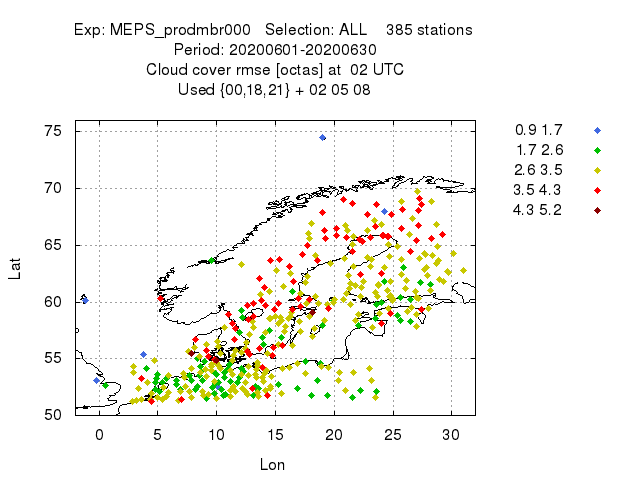 Exp: MEPS_prodmbr000 Selection: ALL 385 stations
Period: 20200601-20200630
Cloud cover rmse [octas] at 02 UTC
Used {00,18,21} + 02 05 08
75
70
65
60
55
50
0 5 10 15 20 25 30
Lat
Lon
0.9 1.7
1.7 2.6
2.6 3.5
3.5 4.3
4.3 5.2